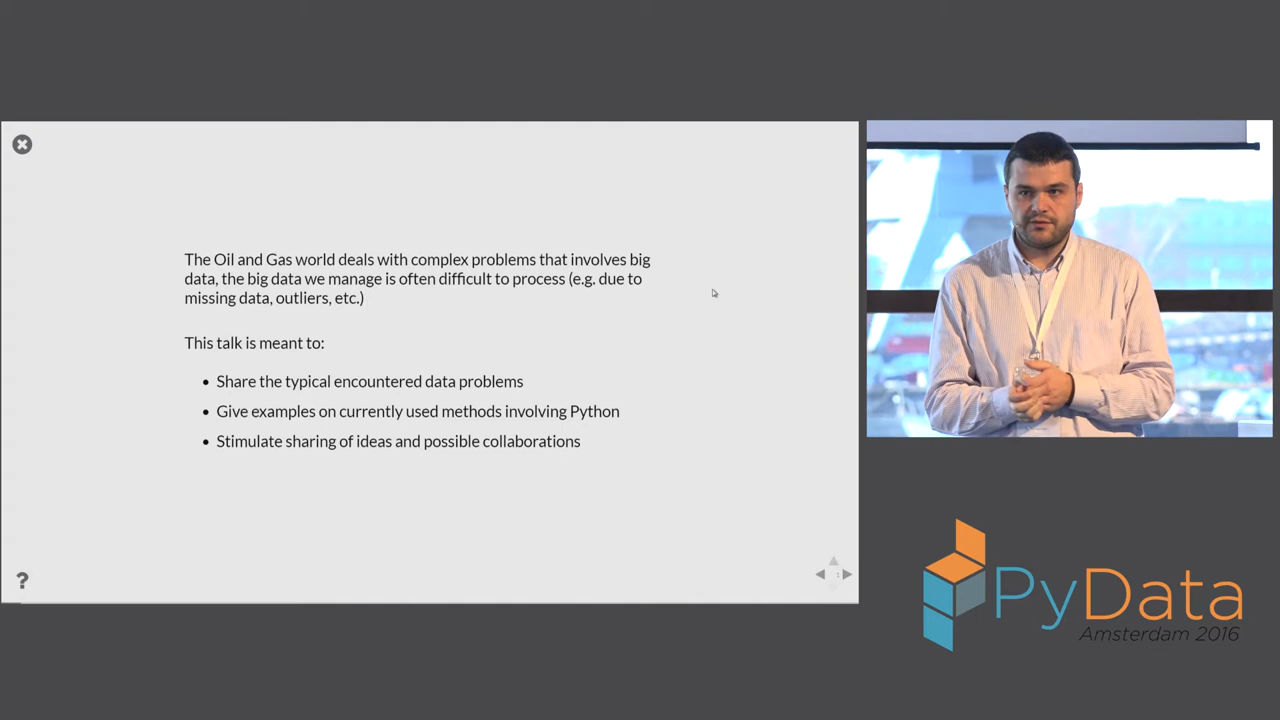 The Oil and Gas world deals with complex problems that involves big
data, the big data we manage is often difficult to process (e.g. due to
missing data, outliers, etc.)
This talk is meant to:
• Share the typical encountered data problems
• Give examples on currently used methods involving Python
• Stimulate sharing of ideas and possible collaborations
?
PyData
Amsterdam 2016